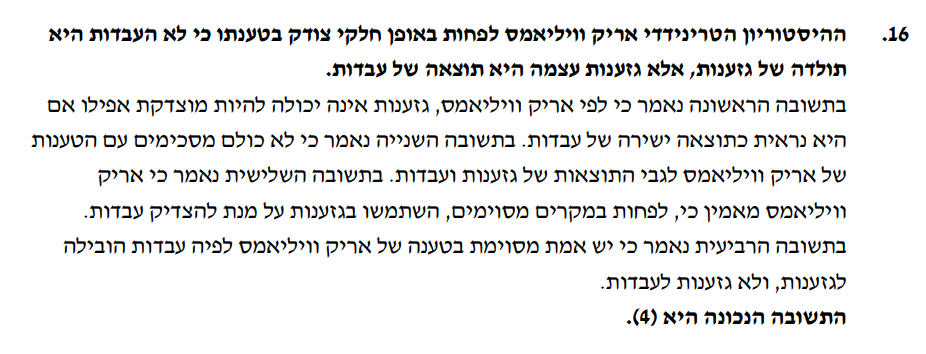 16. ההיסטוריון הטרינידדי אריק וויליאמס לפחות באופן חלקי צודק בטענתו כי לא העבדות היא
תולדה של גזענות, אלא גזענות עצמה היא תוצאה של עבדות.
בתשובה הראשונה נאמר כי לפי אריק וויליאמס, גזענות אינה יכולה להיות מוצדקת אפילו אם
היא נראית כתוצאה ישירה של עבדות. בתשובה השנייה נאמר כי לא כולם מסכימים עם הטענות
של אריק וויליאמס לגבי התוצאות של גזענות ועבדות. בתשובה השלישית נאמר כי אריק
וויליאמס מאמין כי, לפחות במקרים מסוימים, השתמשו בגזענות על מנת להצדיק עבדות.
בתשובה הרביעית נאמר כי יש אמת מסוימת בטענה של אריק וויליאמס לפיה עבדות הובילה
לגזענות, ולא גזענות לעבדות.
התשובה הנכונה היא (4).